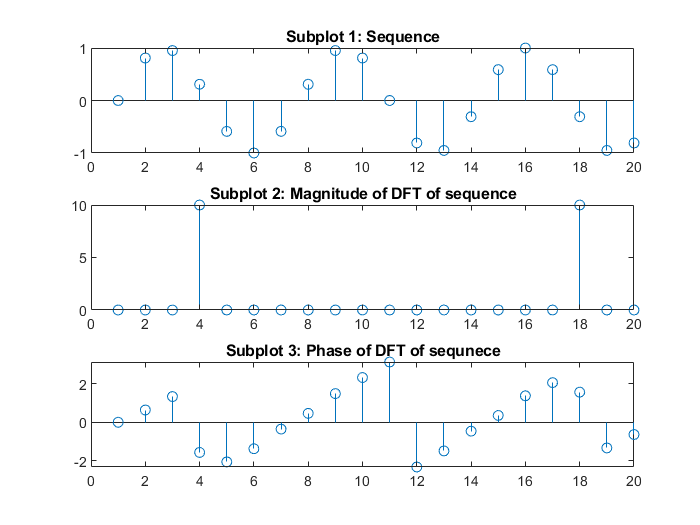 Subplot 1: Sequence
1
0
-1
0 2 4 6 8 10 12 14 16 18 20
Subplot 2: Magnitude of DFT of sequence
10
5
0
0 2 4 6 8 10 12 14 16 18 20
Subplot 3: Phase of DFT of sequnece
2
0
-2
0 2 4 6 8 10 12 14 16 18 20